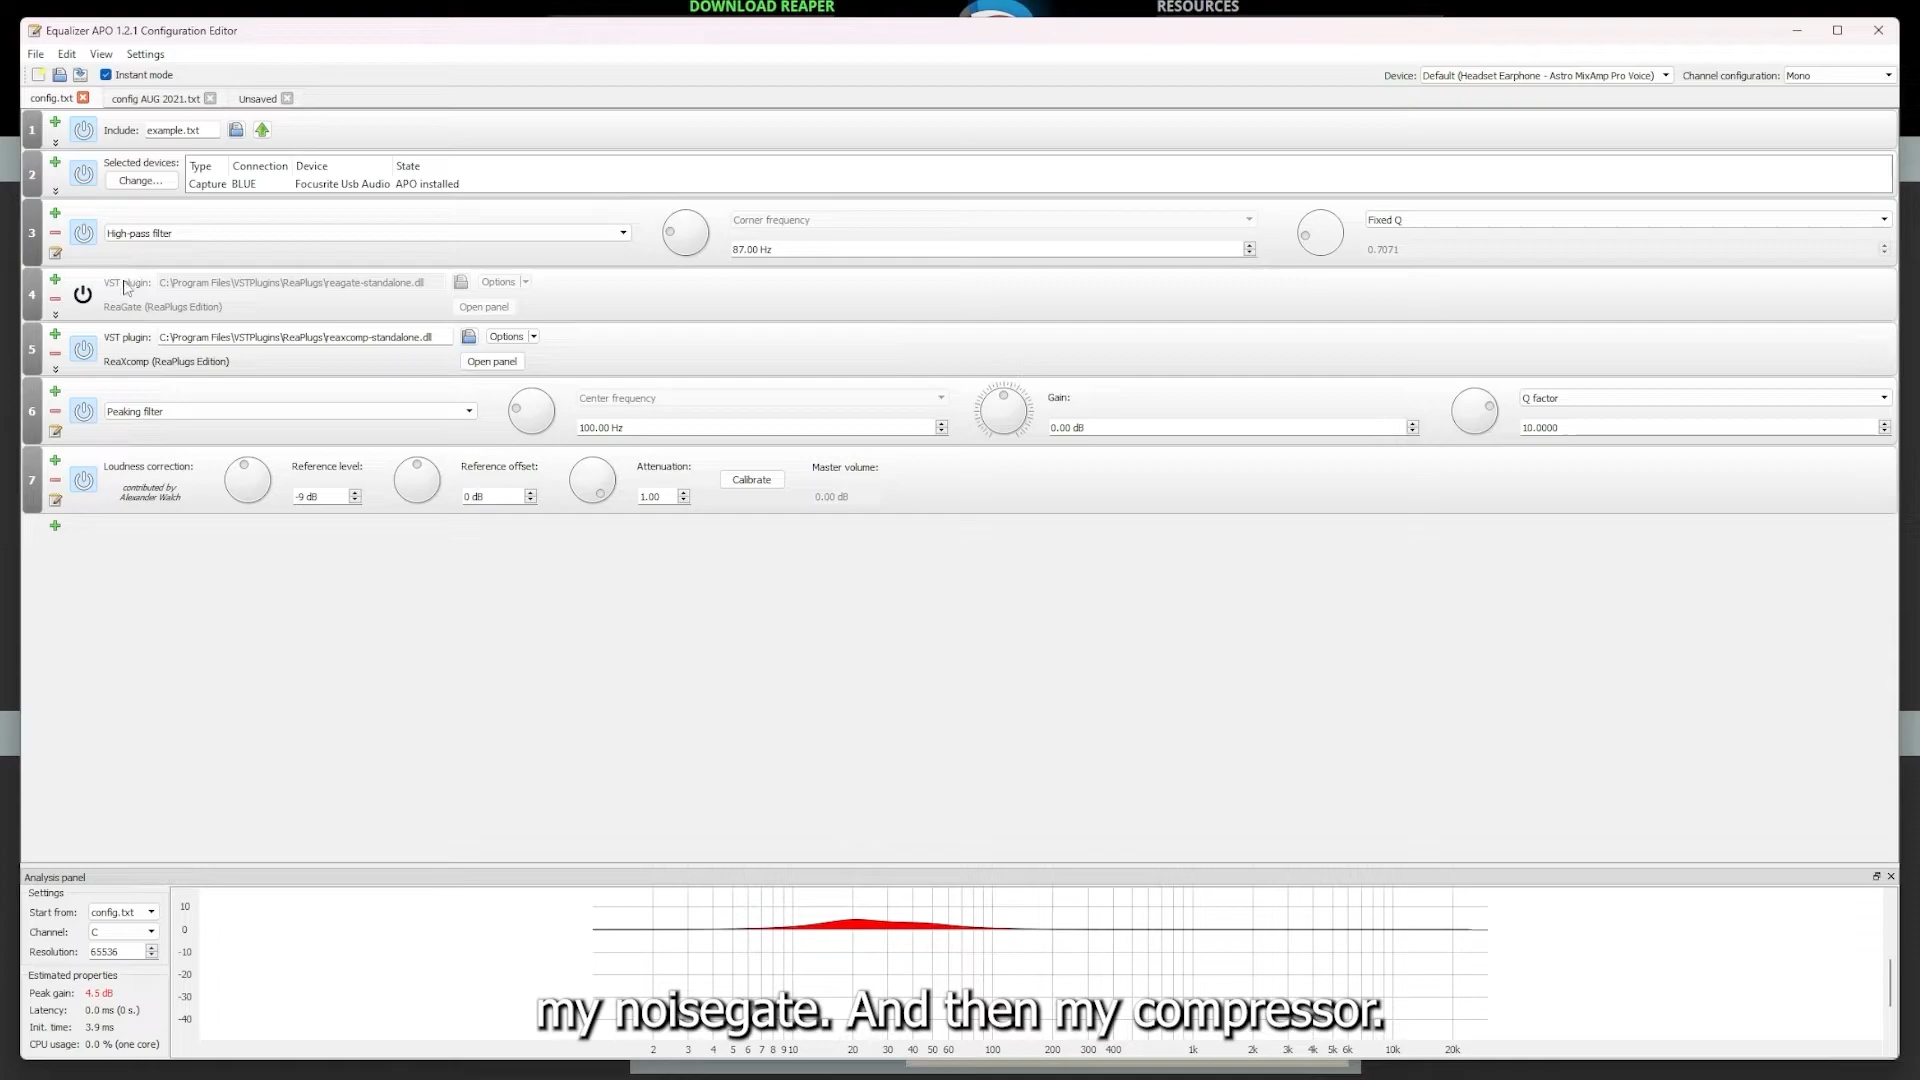 DOWNLOAD REAPER RESOURCES
Equalizer APO 1.2.1 Configuration Editor
File Edit View Settings
Instant mode Device: Default (Headset Earphone - Astro MixAmp Pro Voice) Channel configuration: Mono
config.txt config AUG 2021.txt Unsaved
1 Include: example.txt
2 Selected devices: Type Connection Device State
Change... Capture BLUE Focusrite Usb Audio APO installed
Corner frequency Fixed Q
3 High-pass filter
87.00 Hz 0.7071
VST plugin: C:\Program Files\VSTPlugins\ReaPlugs\reagate-standalone.dll Options
4
ReaGate (ReaPlugs Edition) Open panel
VST plugin: C:\Program Files\VSTPlugins\ReaPlugs\reaxcomp-standalone.dll Options
5
ReaXcomp (ReaPlugs Edition) Open panel
Center frequency Gain: Q factor
6 Peaking filter
100.00 Hz 0.00 dB 10.0000
Loudness correction: Reference level: Reference offset: Attenuation: Master volume:
7 Calibrate
contributed by
Alexander Walch -9 dB 0 dB 1.00 0.00 dB
Analysis panel
Settings
Start from: config.txt
Channel: C
Resolution: 65536
Estimated properties
Peak gain: 4.5 dB
Latency: 0.0 ms (0 s.)
Init. time: 3.9 ms
CPU usage: 0.0 % (one core)
10
0
-10
-20
-30
-40
2 3 4 5 6 7 8 9 10 20 30 40 50 60 100 200 300 400 1k 2k 3k 4k 5k 6k 10k 20k
my noisegate. And then my compressor.